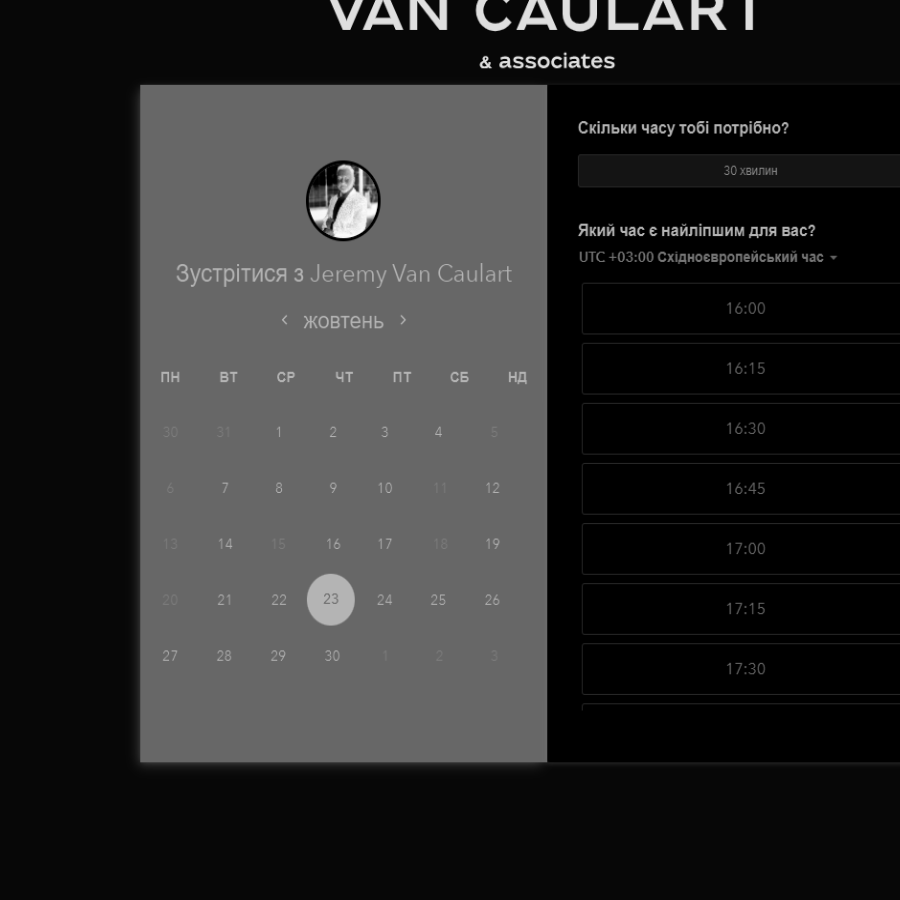 VAN CAULART
& associates
Зустрітися з Jeremy Van Caulart
жовтень
ПН ВТ СР ЧТ ПТ СБ НД
30 31 1 2 3 4 5
6 7 8 9 10 11 12
13 14 15 16 17 18 19
20 21 22 23 24 25 26
27 28 29 30 1 2 3
Скільки часу тобі потрібно?
30 хвилин
Який час є найліпшим для вас?
UTC +03:00 Східноєвропейський час
16:00
16:15
16:30
16:45
17:00
17:15
17:30